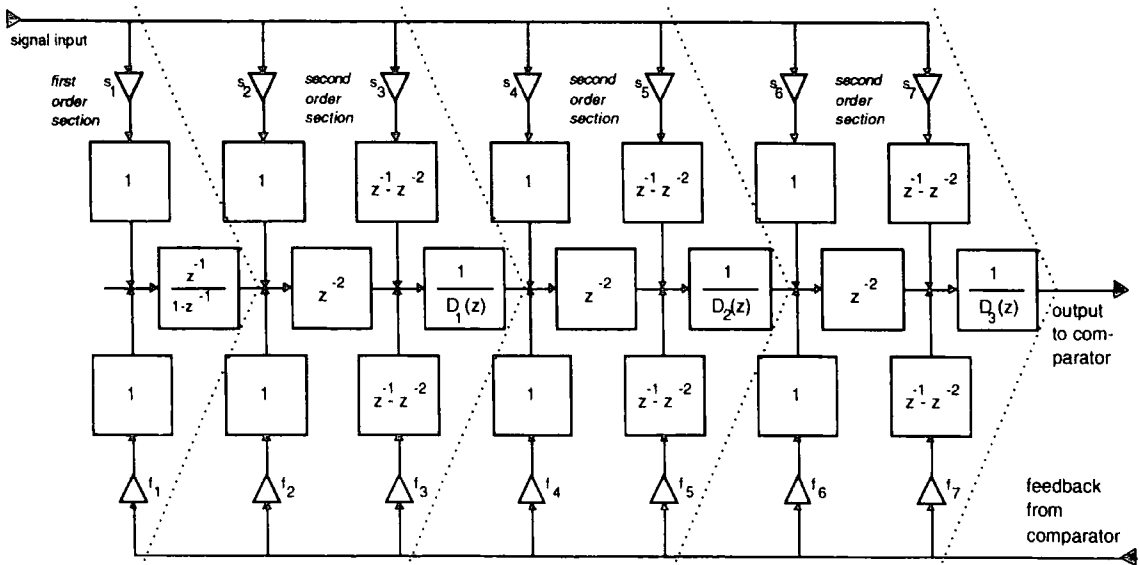 signal input
first
order
section
second
order
section
second
order
section
second
order
section
s1 s2 s3 s4 s5 s6 s7
1 1 z^-1 - z^-2 1 z^-1 - z^-2 1 z^-1 - z^-2
z^-1 / 1-z^-1 z^-2 1 / D1(z) z^-2 1 / D2(z) z^-2 1 / D3(z)
output
to com-
parator
1 1 z^-1 - z^-2 1 z^-1 - z^-2 1 z^-1 - z^-2
f1 f2 f3 f4 f5 f6 f7
feedback
from
comparator